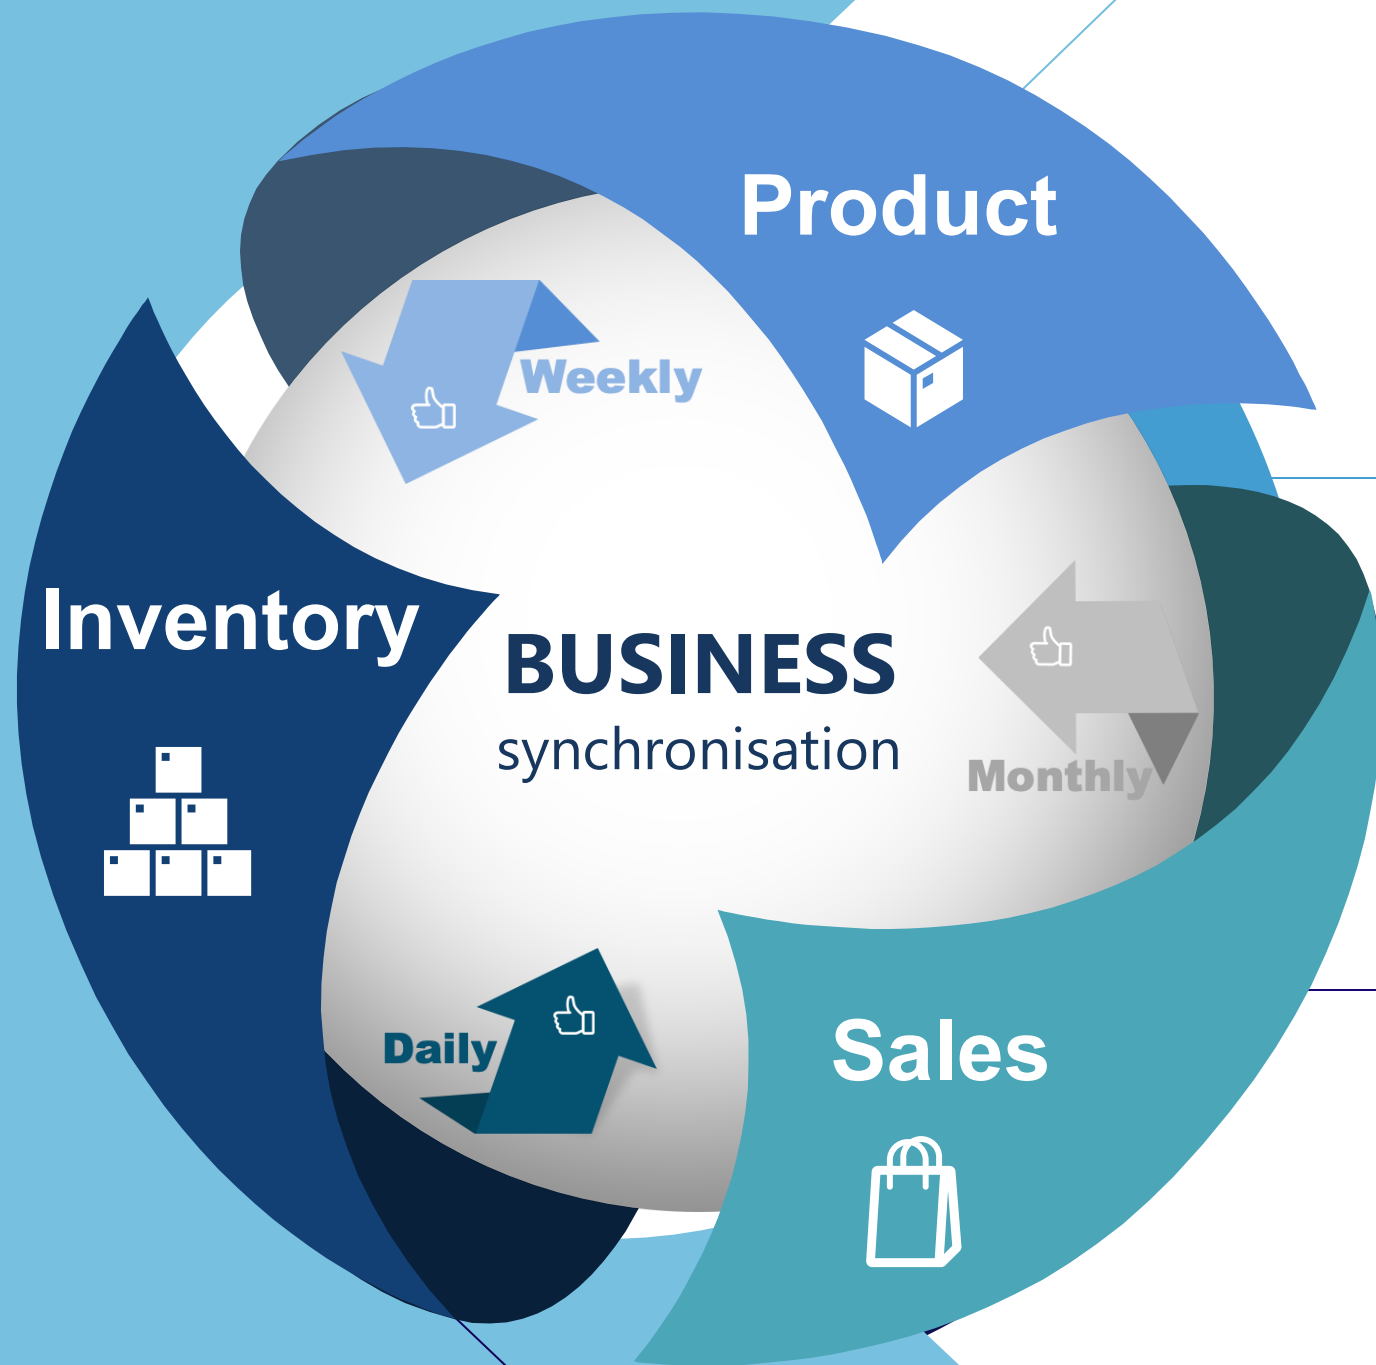 Product
Weekly
Inventory
BUSINESS
synchronisation
Monthly
Daily
Sales